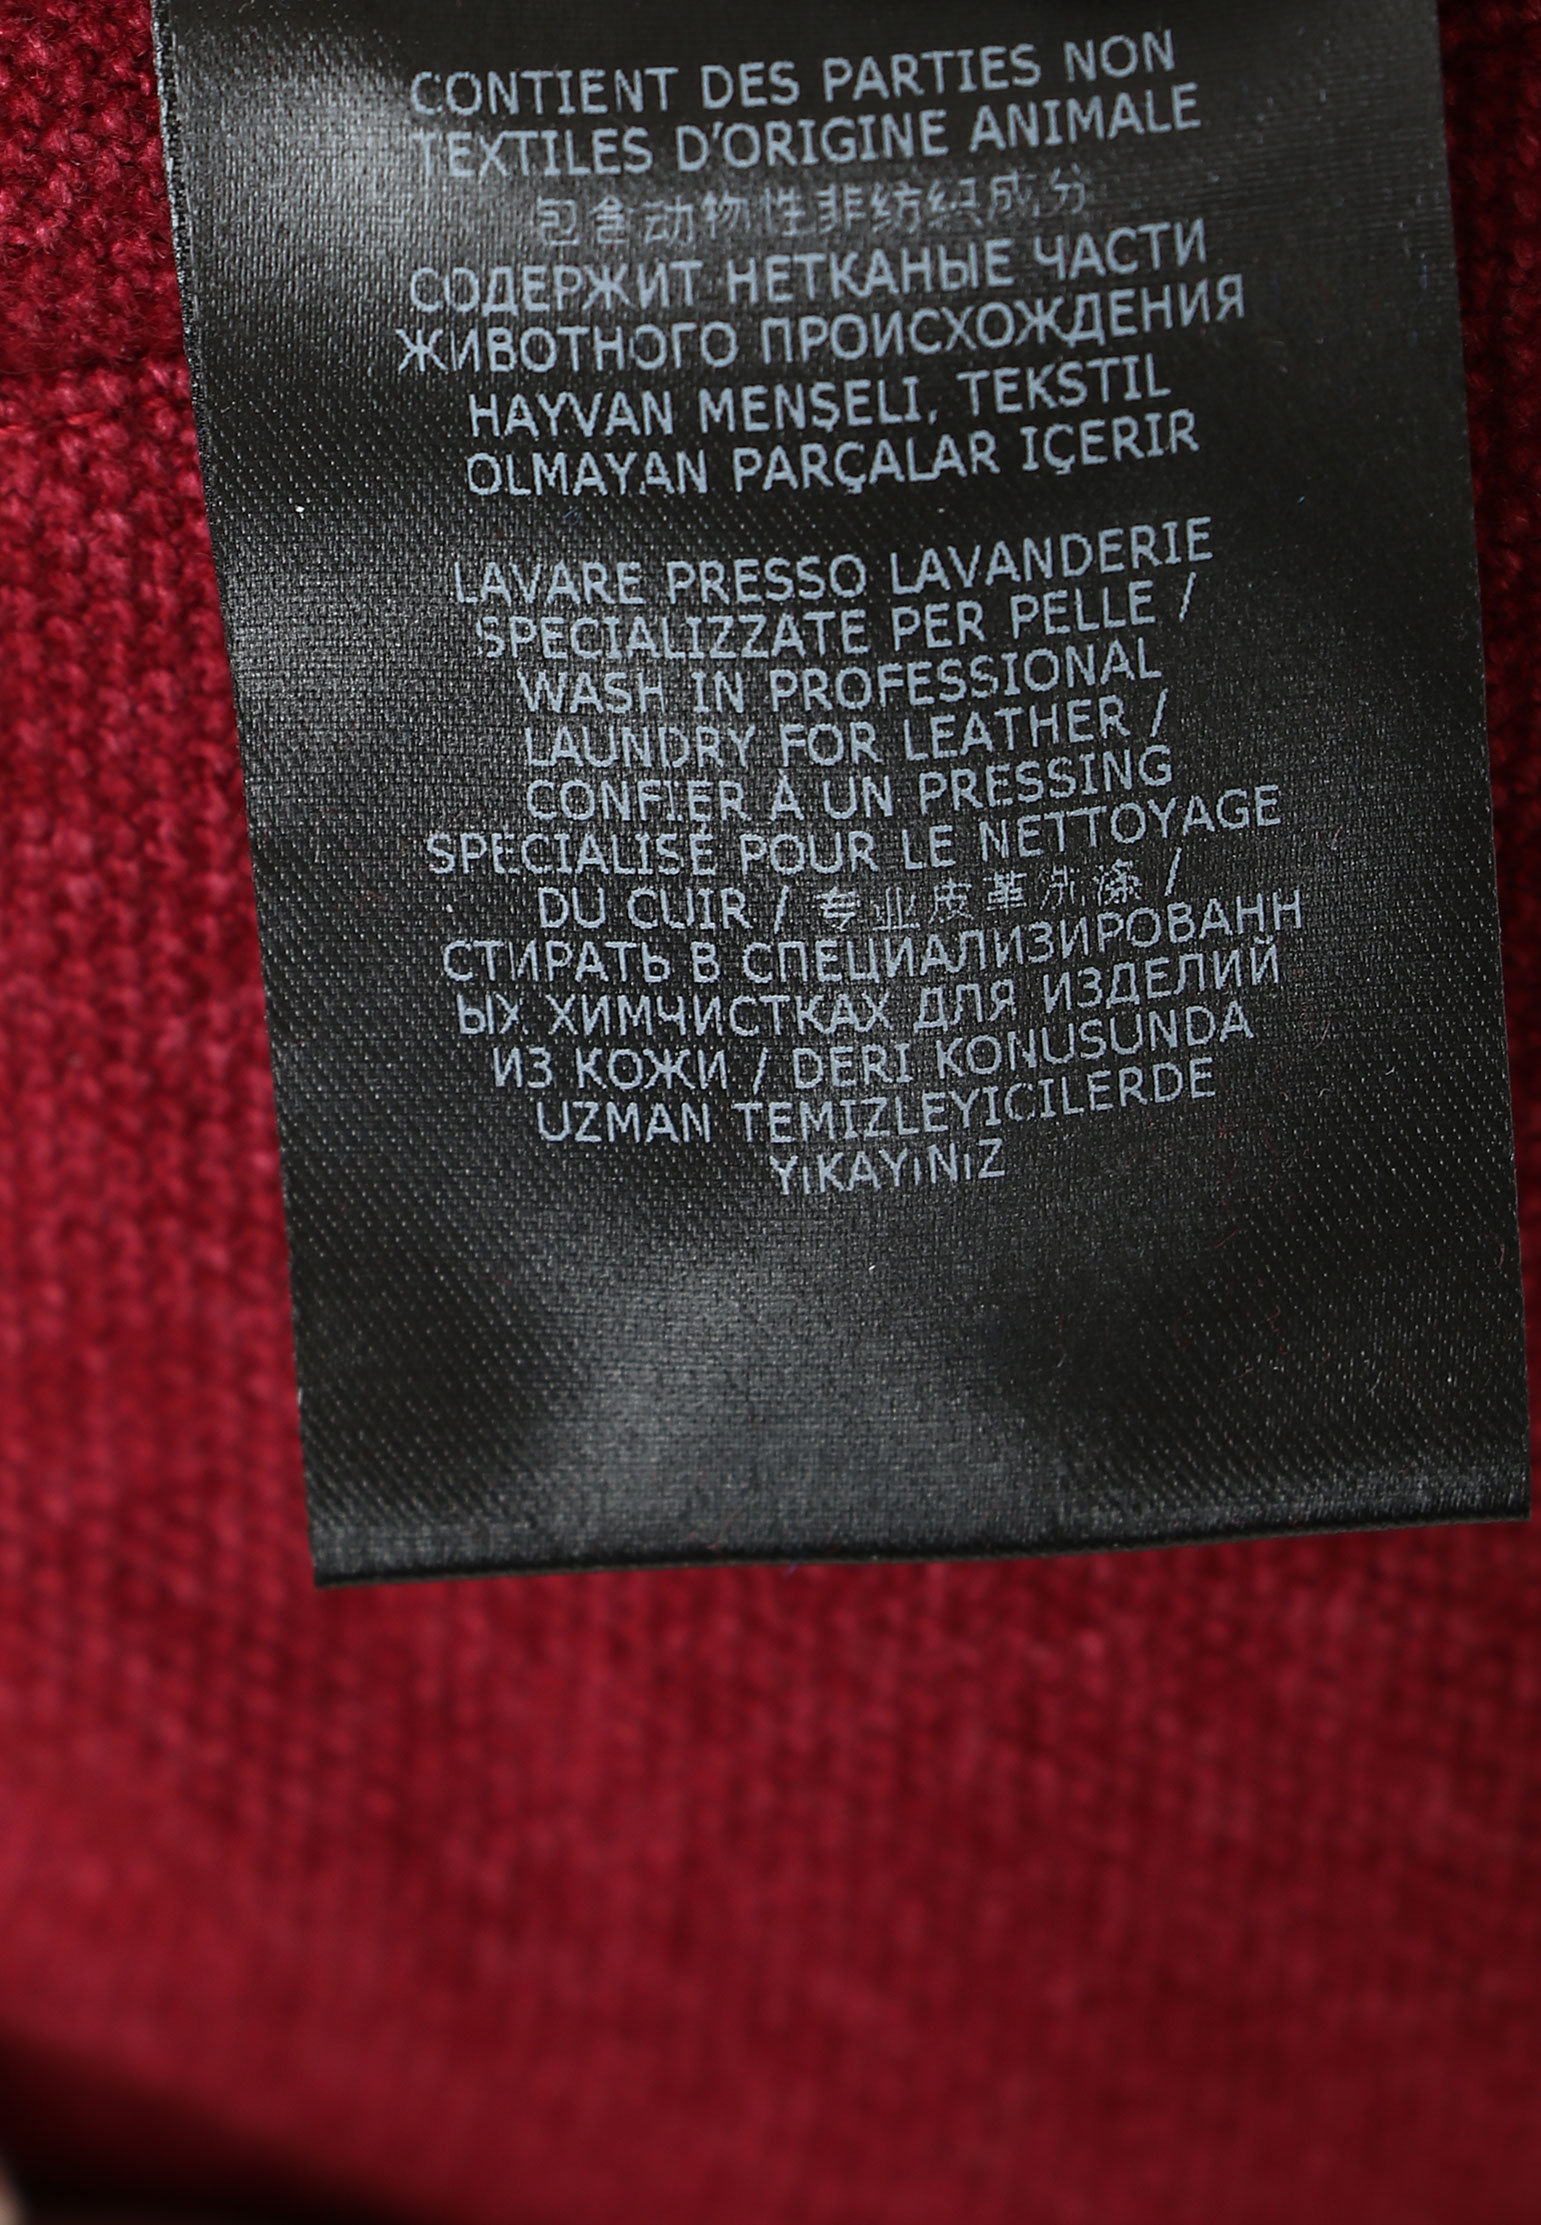 CONTIENT DES PARTIES NON
TEXTILES D'ORIGINE ANIMALE
包含动物性非纺织成分
СОДЕРЖИТ НЕТКАНЫЕ ЧАСТИ
ЖИВОТНОГО ПРОИСХОЖДЕНИЯ
HAYVAN MENŞELI, TEKSTIL
OLMAYAN PARÇALAR IÇERIR
LAVARE PRESSO LAVANDERIE
SPECIALIZZATE PER PELLE /
WASH IN PROFESSIONAL
LAUNDRY FOR LEATHER /
CONFIER À UN PRESSING
SPÉCIALISÉ POUR LE NETTOYAGE
DU CUIR / 专业皮革洗涤 /
СТИРАТЬ В СПЕЦИАЛИЗИРОВАНН
ЫХ ХИМЧИСТКАХ ДЛЯ ИЗДЕЛИЙ
ИЗ КОЖИ / DERI KONUSUNDA
UZMAN TEMIZLEYICILERDE
YıKAYıNıZ